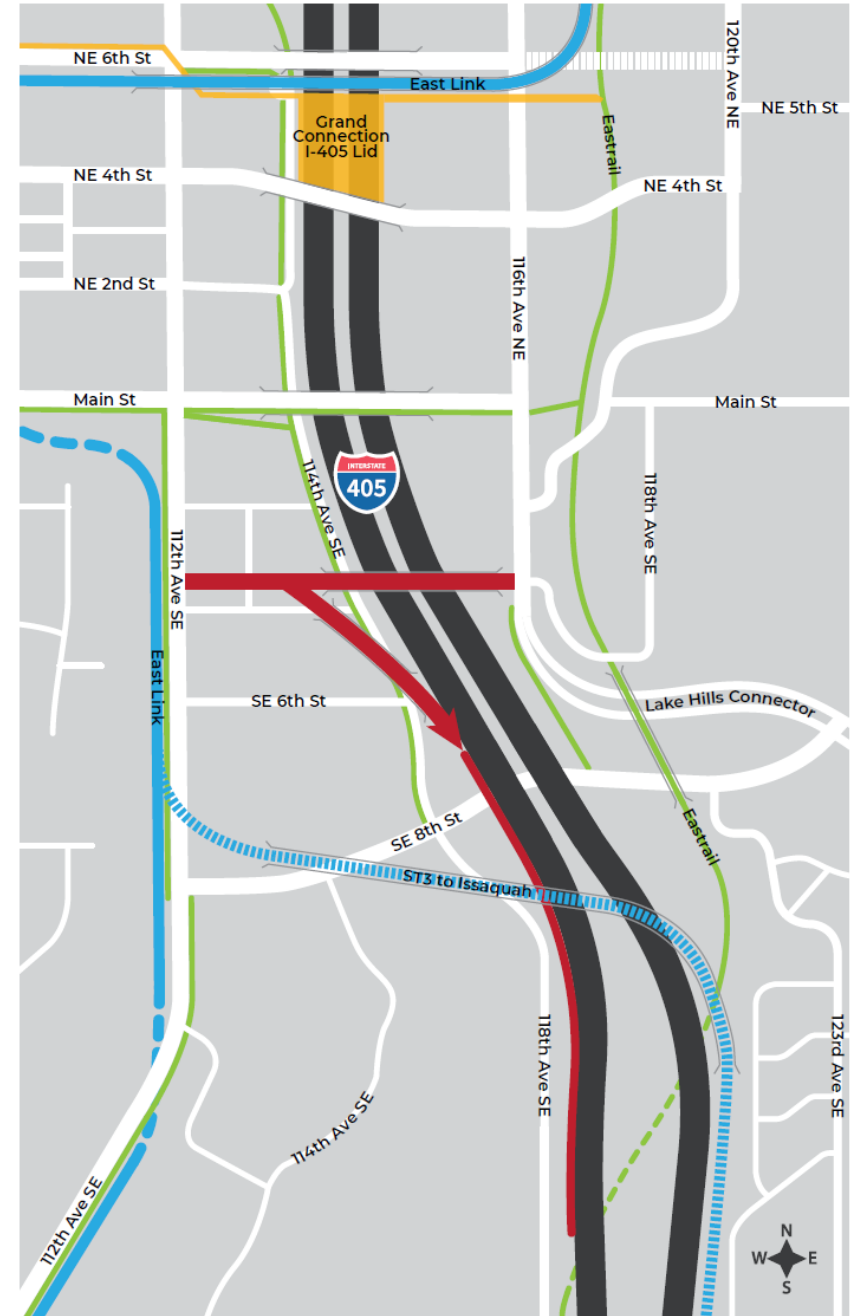 NE 6th St
120th Ave NE
East Link
NE 5th St
Grand
Connection
I-405 Lid
Eastrail
NE 4th St
NE 4th St
116th Ave NE
NE 2nd St
Main St
Main St
INTERSTATE
405
114th Ave SE
118th Ave SE
112th Ave SE
East Link
SE 6th St
Lake Hills Connector
SE 8th St
Eastrail
ST3 to Issaquah
118th Ave SE
123rd Ave SE
114th Ave SE
112th Ave SE
N
W
E
S